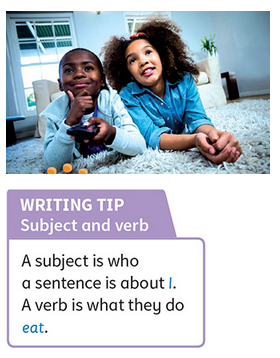 WRITING TIP
Subject and verb
A subject is who
a sentence is about I.
A verb is what they do
eat.